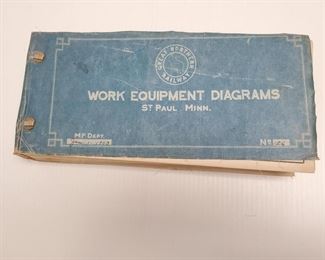 GREAT NORTHERN
RAILWAY
WORK EQUIPMENT DIAGRAMS
ST PAUL MINN.
M.P. DEPT.
No